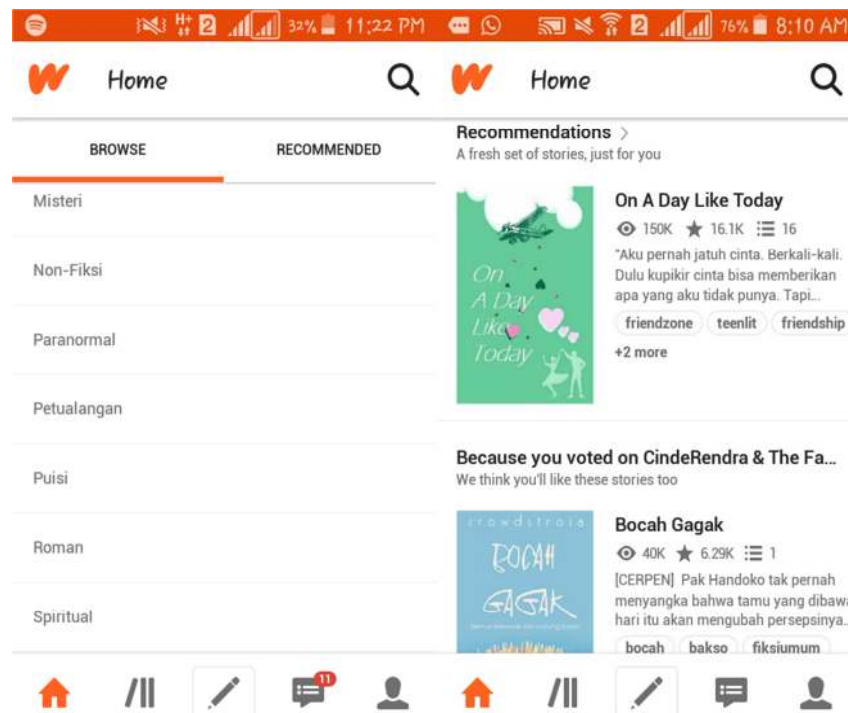 2 32% 11:22 PM
Home
BROWSE RECOMMENDED
Misteri
Non-Fiksi
Paranormal
Petualangan
Puisi
Roman
Spiritual
11
2 76% 8:10 AM
Home
Recommendations >
A fresh set of stories, just for you
On
A Day
Like
Today
On A Day Like Today
150K 16.1K 16
"Aku pernah jatuh cinta. Berkali-kali.
Dulu kupikir cinta bisa memberikan
apa yang aku tidak punya. Tapi...
friendzone teenlit friendship
+2 more
Because you voted on CindeRendra & The Fa...
We think you'll like these stories too
crowdstroia
BOCAH
GAGAK
Bocah Gagak
40K 6.29K 1
[CERPEN] Pak Handoko tak pernah
menyangka bahwa tamu yang dibawa
hari itu akan mengubah persepsinya...
bocah bakso fiksiumum